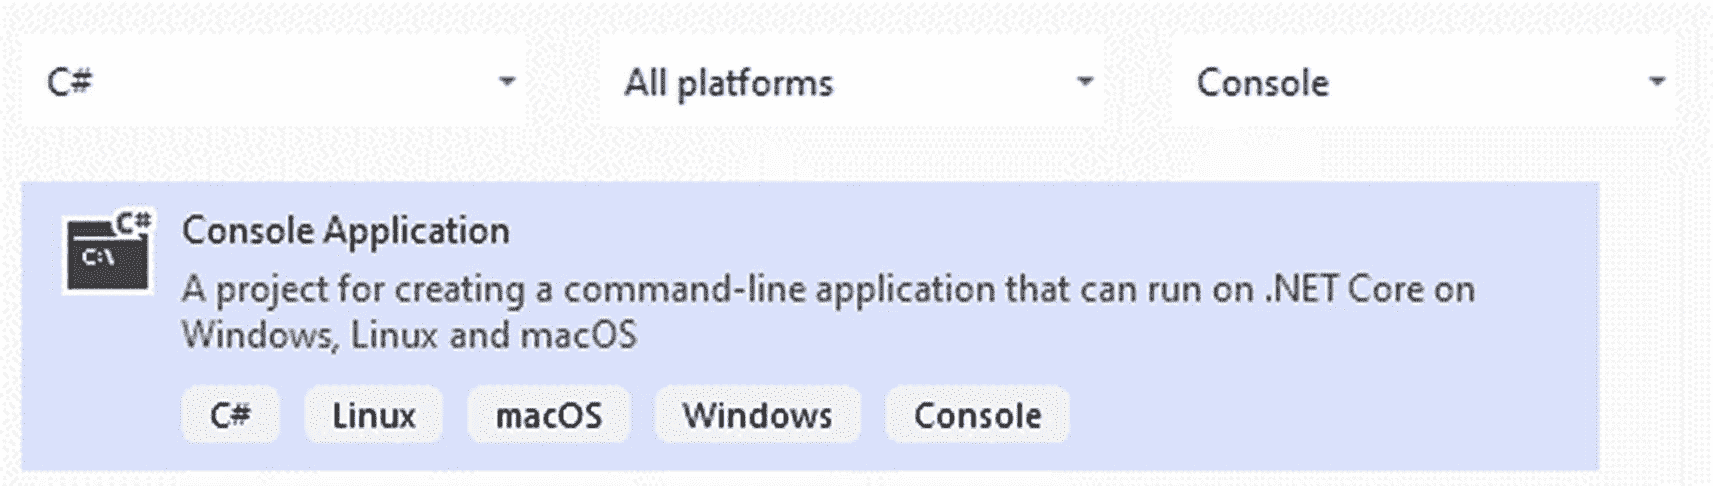 C# All platforms Console
C#
C:\
Console Application
A project for creating a command-line application that can run on .NET Core on
Windows, Linux and macOS
C# Linux macOS Windows Console